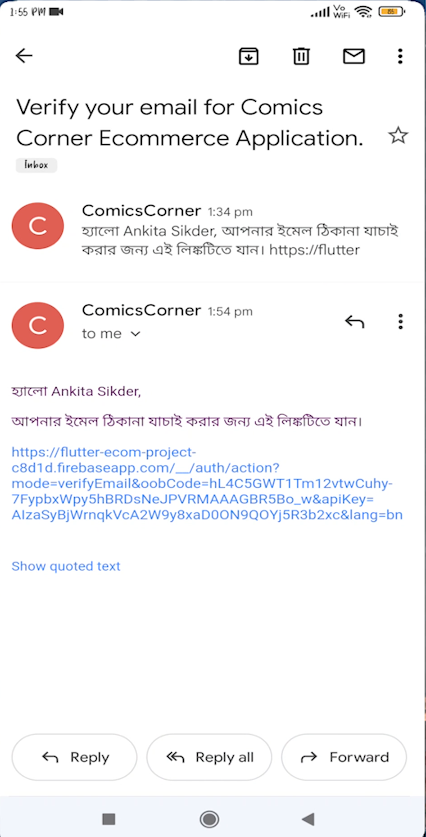 1:55 PM
Vo
WiFi
Verify your email for Comics
Corner Ecommerce Application.
Inbox
C
ComicsCorner 1:34 pm
হ্যালো Ankita Sikder, আপনার ইমেল ঠিকানা যাচাই
করার জন্য এই লিঙ্কটিতে যান। https://flutter
C
ComicsCorner 1:54 pm
to me
হ্যালো Ankita Sikder,
আপনার ইমেল ঠিকানা যাচাই করার জন্য এই লিঙ্কটিতে যান।
https://flutter-ecom-project-
c8d1d.firebaseapp.com/__/auth/action?
mode=verifyEmail&oobCode=hL4C5GWT1Tm12vtwCuhy-
7FypbxWpy5hBRDsNeJPVRMAAAGBR5Bo_w&apiKey=
AIzaSyBjWrnqkVcA2W9y8xaD0ON9QOYj5R3b2xc&lang=bn
Show quoted text
Reply
Reply all
Forward